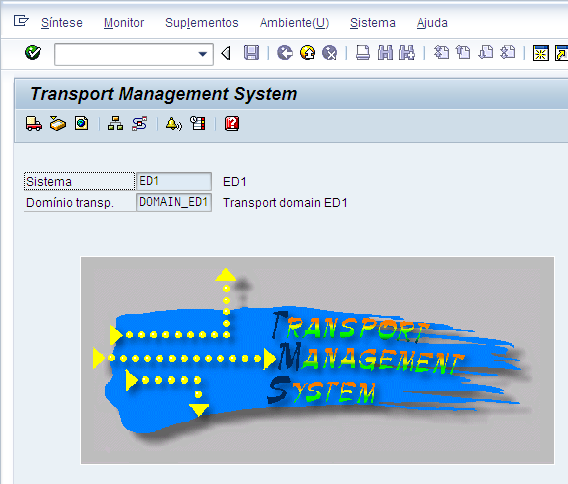 Síntese Monitor Suplementos Ambiente(U) Sistema Ajuda
Transport Management System
Sistema ED1 ED1
Domínio transp. DOMAIN_ED1 Transport domain ED1
TRANSPORT
MANAGEMENT
SYSTEM